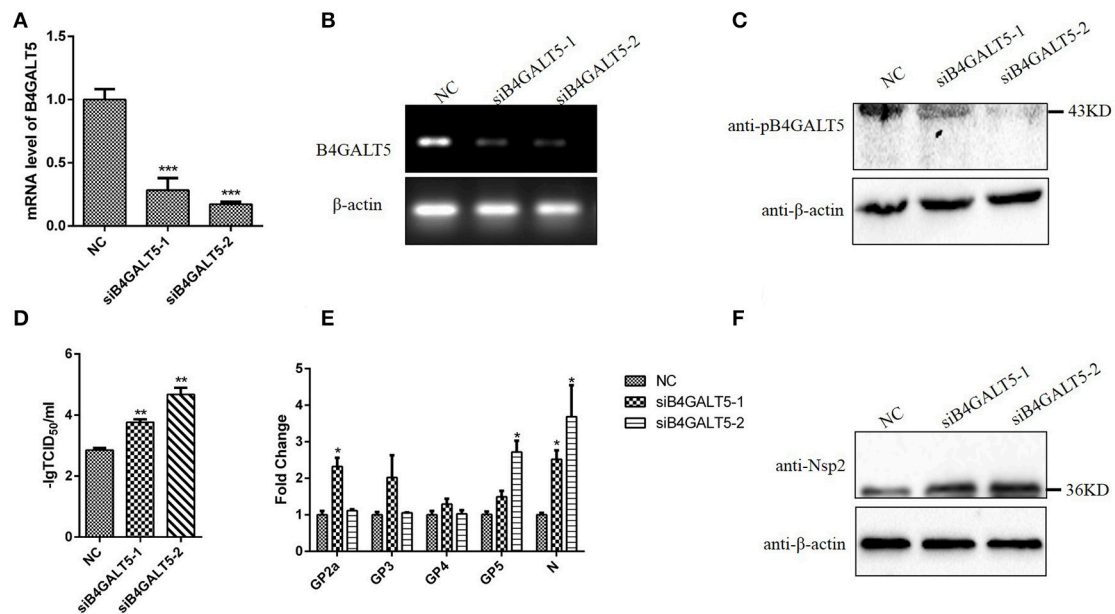 A
mRNA level of B4GALT5
1.5
1.0
0.5
0.0
***
***
NC
siB4GALT5-1
siB4GALT5-2
B
NC
siB4GALT5-1
siB4GALT5-2
B4GALT5
β-actin
C
NC
siB4GALT5-1
siB4GALT5-2
anti-pB4GALT5
43KD
anti-β-actin
D
-lgTCID50/ml
6
4
2
0
**
**
NC
siB4GALT5-1
siB4GALT5-2
E
Fold Change
5
4
3
2
1
0
*
*
*
*
GP2a
GP3
GP4
GP5
N
NC
siB4GALT5-1
siB4GALT5-2
F
NC
siB4GALT5-1
siB4GALT5-2
anti-Nsp2
36KD
anti-β-actin